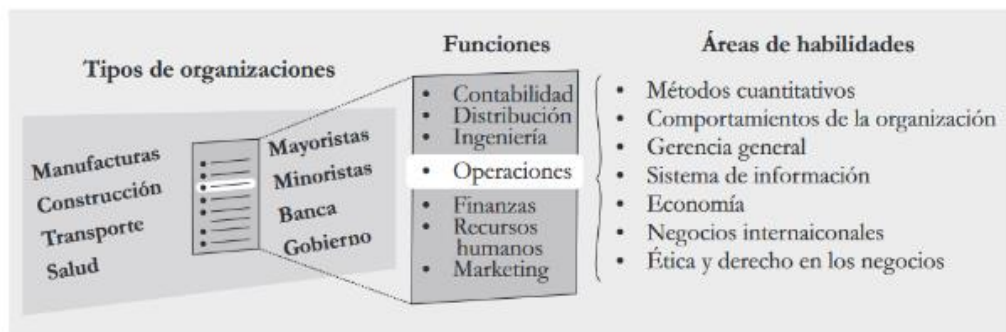 Tipos de organizaciones
Manufacturas
Construcción
Transporte
Salud
Mayoristas
Minoristas
Banca
Gobierno
Funciones
• Contabilidad
• Distribución
• Ingeniería
• Operaciones
• Finanzas
• Recursos
humanos
• Marketing
Áreas de habilidades
• Métodos cuantitativos
• Comportamientos de la organización
• Gerencia general
• Sistema de información
• Economía
• Negocios internaiconales
• Ética y derecho en los negocios